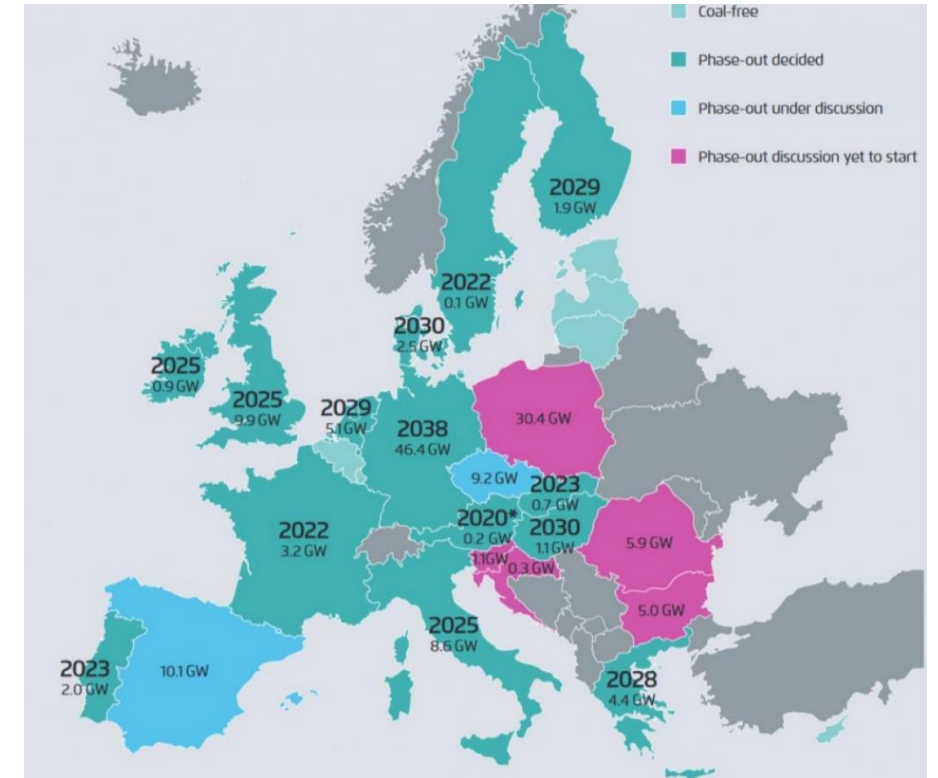 Coal-free
Phase-out decided
Phase-out under discussion
Phase-out discussion yet to start
2029
1.9 GW
2022
0.1 GW
2030
2.5 GW
2025
0.9 GW
2025
9.9 GW
2029
5.1 GW
2038
46.4 GW
30.4 GW
9.2 GW
2023
0.7 GW
2020*
0.2 GW
2030
1.1 GW
2022
3.2 GW
1.1GW
0.3 GW
5.9 GW
5.0 GW
2025
8.6 GW
2023
2.0 GW
10.1 GW
2028
4.4 GW